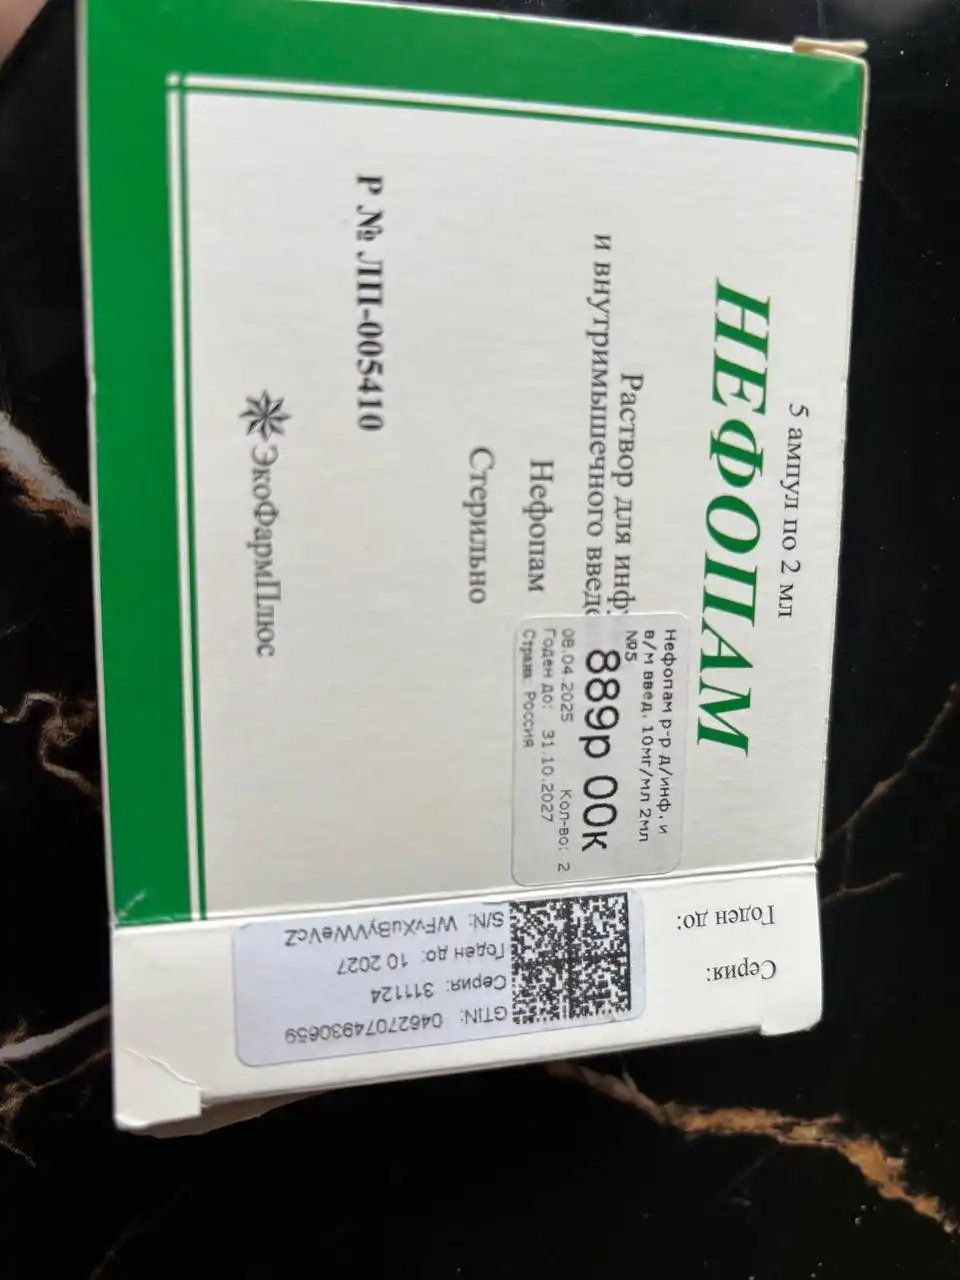 5 ампул по 2 мл
НЕФОПАМ
Раствор для инф
и внутримышечного введе
Нефопам
Стерильно
Р № ЛП-005410
ЭкоФармПлюс
Нефопам р-р д/инф. и
в/м введ. 10мг/мл 2мл
№5
889р 00к
08.04.2025 Кол-во: 2
Годен до: 31.10.2027
Страна: РОССИЯ
Серия:
Годен до:
GTIN: 04627074930659
Серия: 311124
Годен до: 10 2027
S/N: WFvXuByVWeVcZ